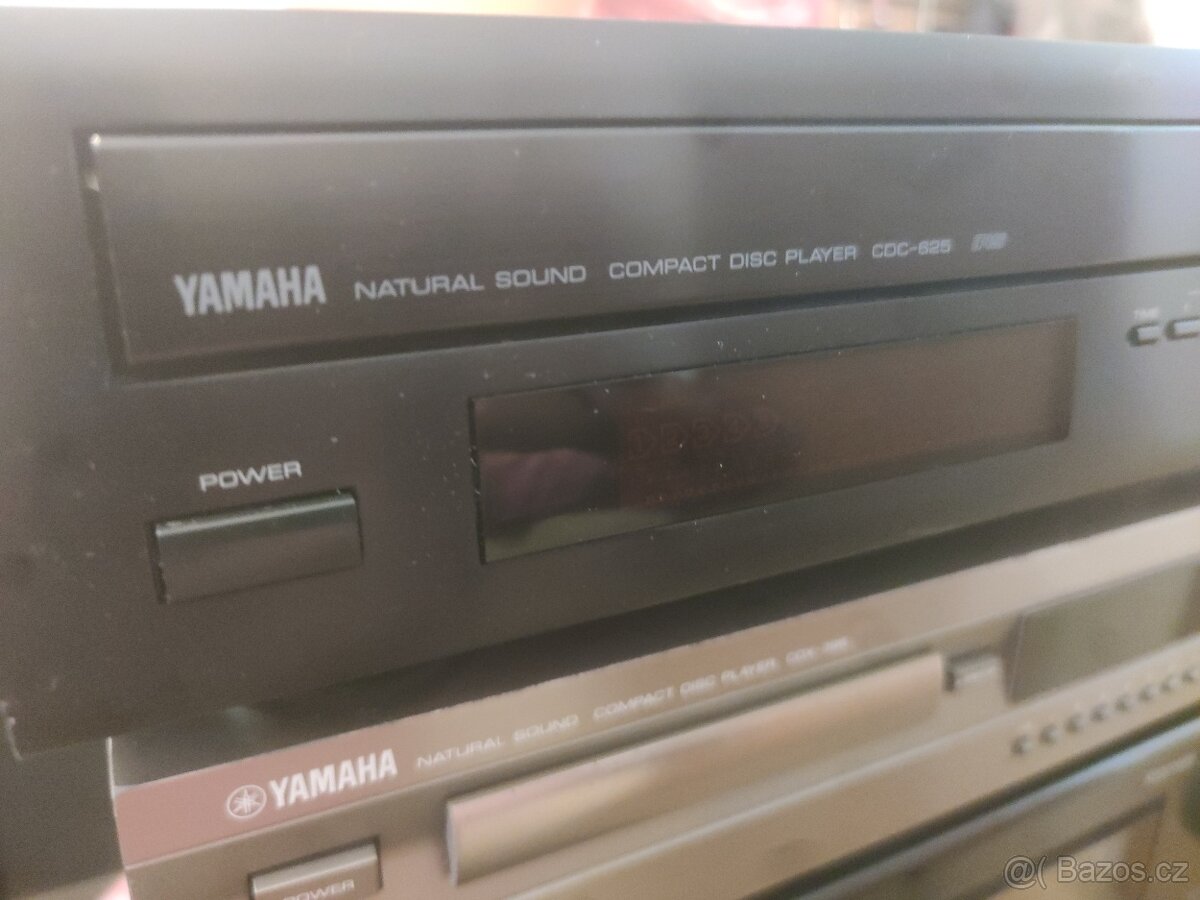 YAMAHA NATURAL SOUND COMPACT DISC PLAYER CDC-625
POWER
YAMAHA NATURAL SOUND COMPACT DISC PLAYER
POWER
@( Bazos.cz